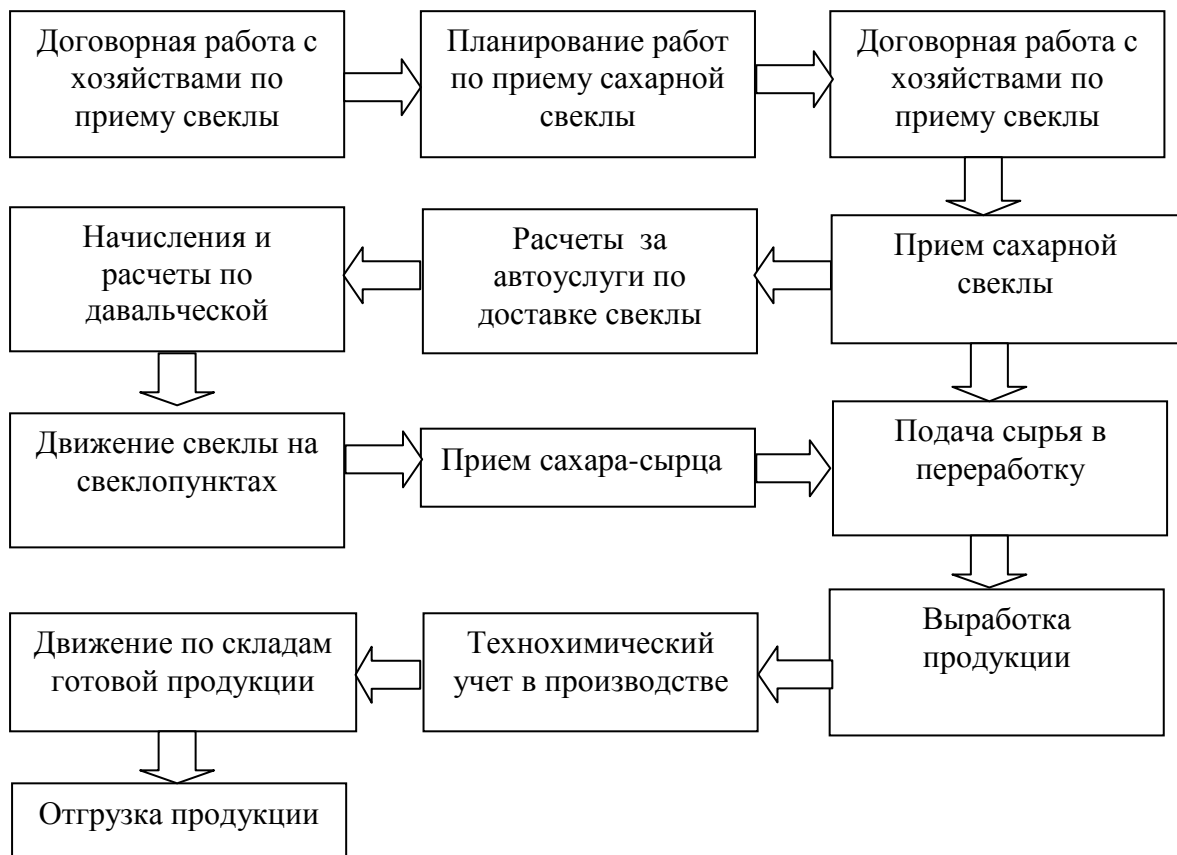 Договорная работа с
хозяйствами по
приему свеклы
Планирование работ
по приему сахарной
свеклы
Договорная работа с
хозяйствами по
приему свеклы
Начисления и
расчеты по
давальческой
Расчеты за
автоуслуги по
доставке свеклы
Прием сахарной
свеклы
Движение свеклы на
свеклопунктах
Прием сахара-сырца
Подача сырья в
переработку
Движение по складам
готовой продукции
Технохимический
учет в производстве
Выработка
продукции
Отгрузка продукции